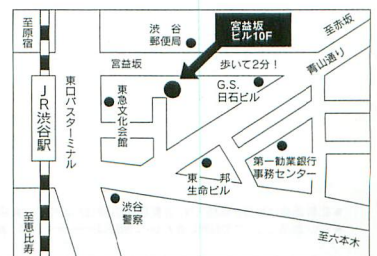 至原宿
JR渋谷駅
至恵比寿
東口バスターミナル
渋谷
郵便局
宮益坂
ビル10F
至赤坂
青山通り
宮益坂
歩いて2分!
東急文化会館
G.S.
日石ビル
東邦
生命ビル
第一勧業銀行
事務センター
渋谷
警察
至六本木